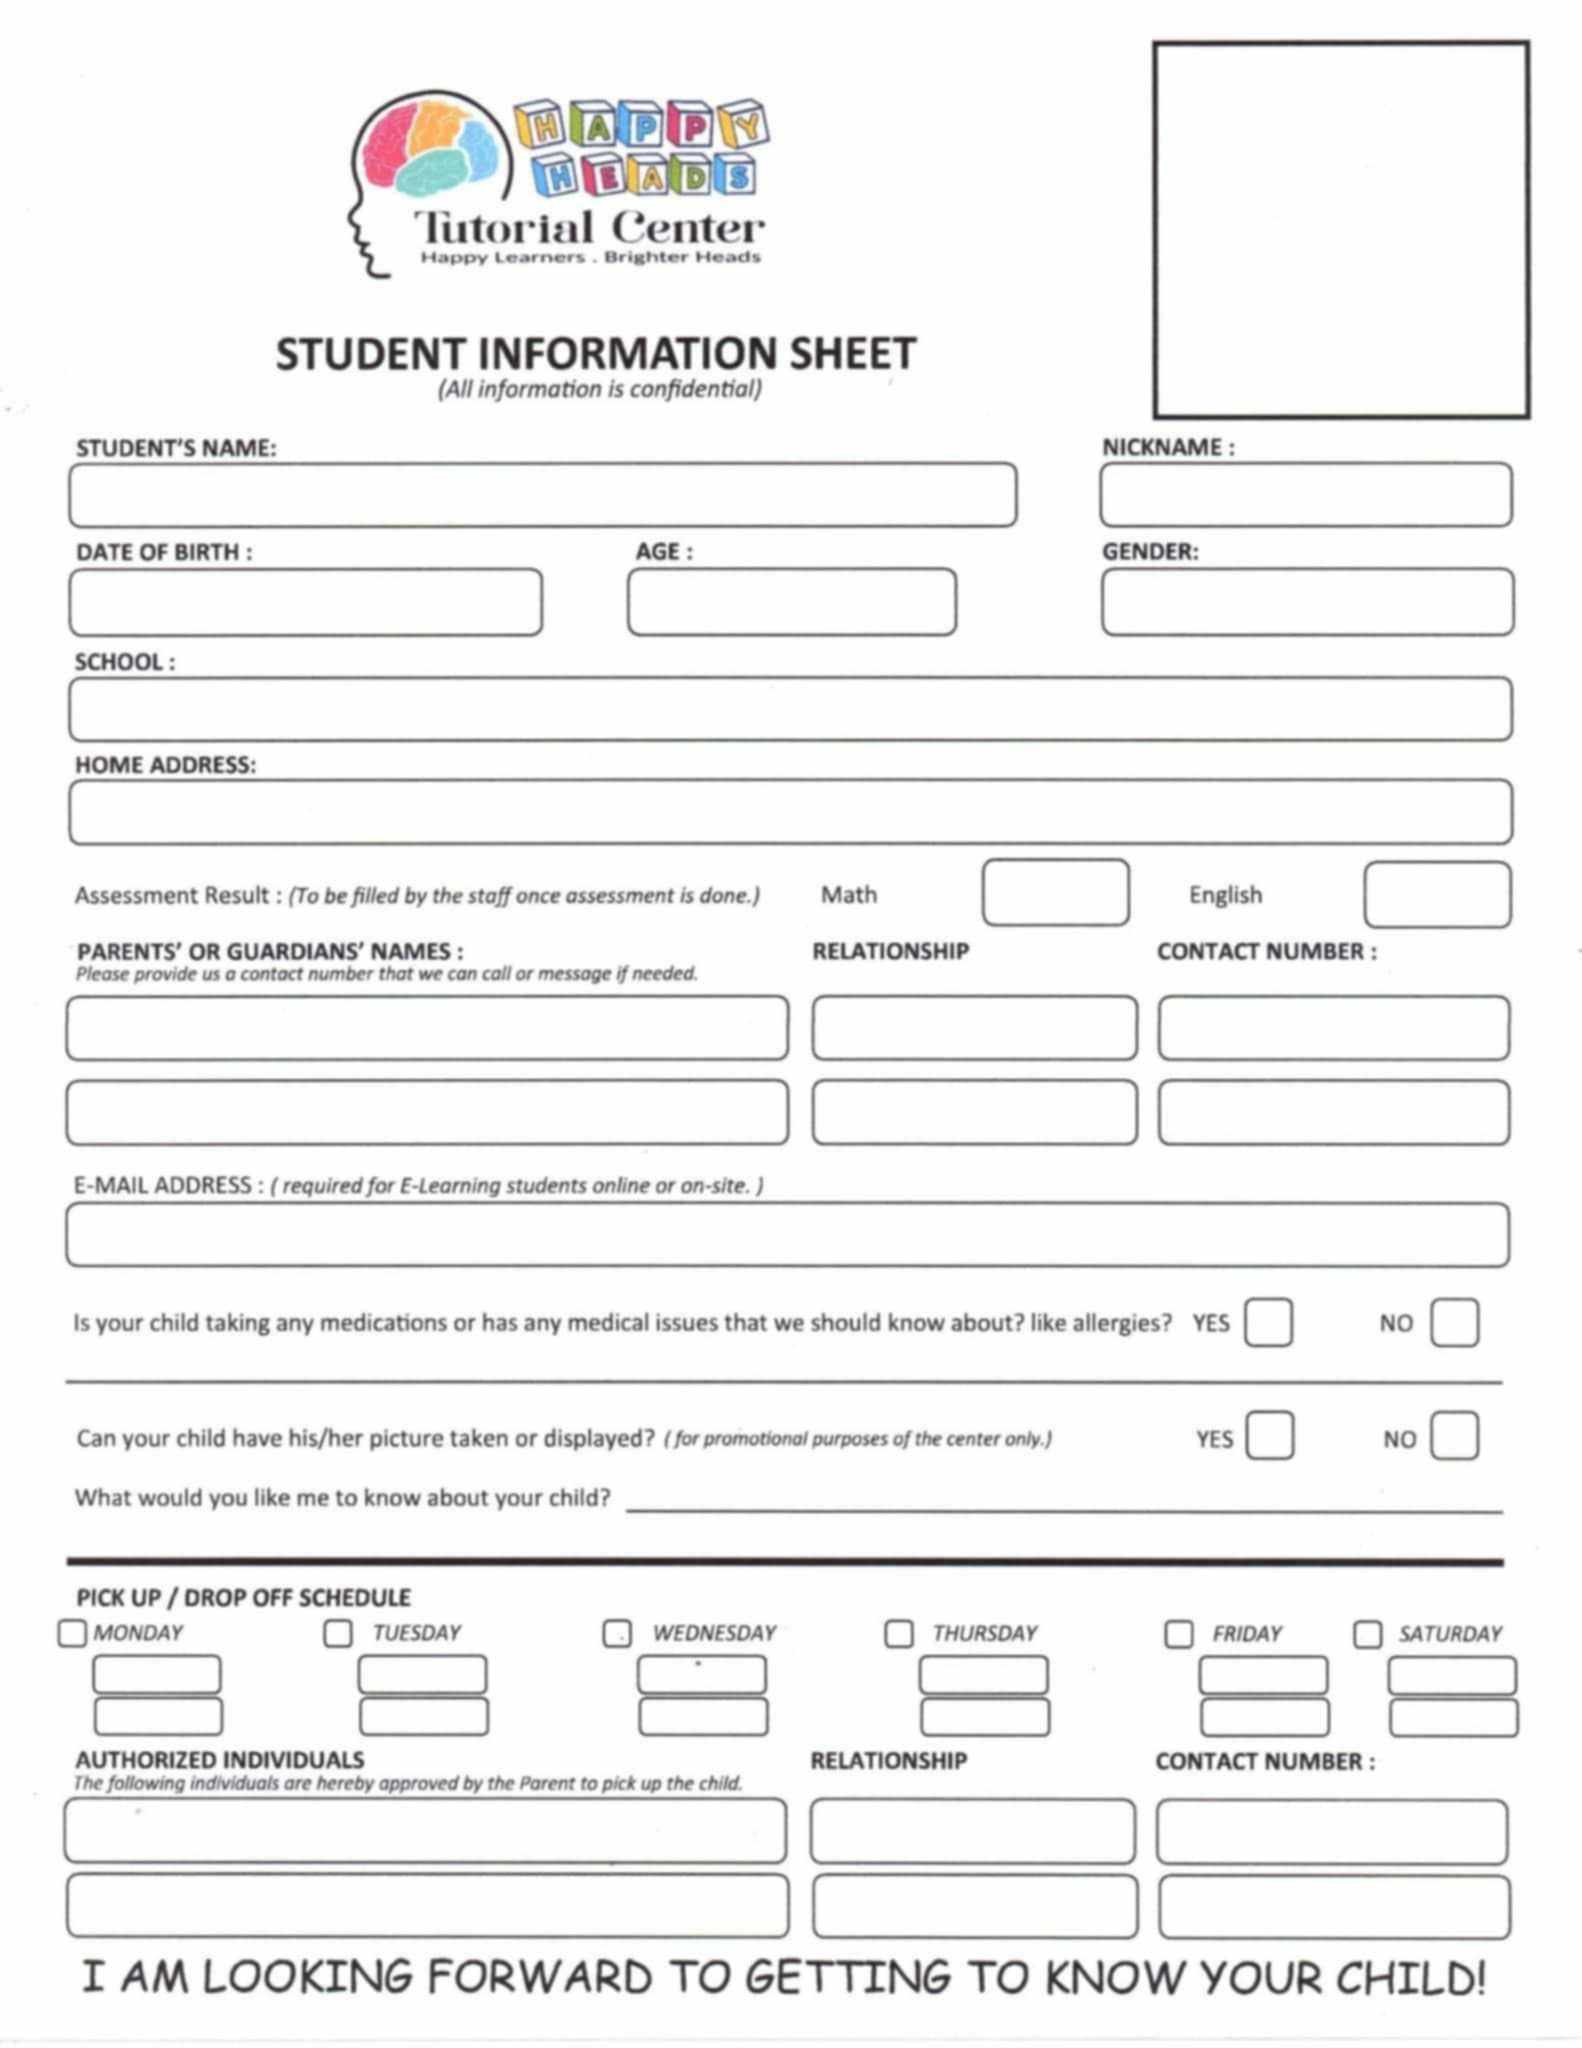 HAPPY
HEADS
Tutorial Center
Happy Learners . Brighter Heads
STUDENT INFORMATION SHEET
(All information is confidential)
STUDENT'S NAME: NICKNAME :
DATE OF BIRTH : AGE : GENDER:
SCHOOL :
HOME ADDRESS:
Assessment Result : (To be filled by the staff once assessment is done.) Math English
PARENTS' OR GUARDIANS' NAMES : RELATIONSHIP CONTACT NUMBER :
Please provide us a contact number that we can call or message if needed.
E-MAIL ADDRESS : ( required for E-Learning students online or on-site. )
Is your child taking any medications or has any medical issues that we should know about? like allergies? YES NO
Can your child have his/her picture taken or displayed? ( for promotional purposes of the center only.) YES NO
What would you like me to know about your child?
PICK UP / DROP OFF SCHEDULE
MONDAY TUESDAY WEDNESDAY THURSDAY FRIDAY SATURDAY
AUTHORIZED INDIVIDUALS RELATIONSHIP CONTACT NUMBER :
The following individuals are hereby approved by the Parent to pick up the child.
I AM LOOKING FORWARD TO GETTING TO KNOW YOUR CHILD!